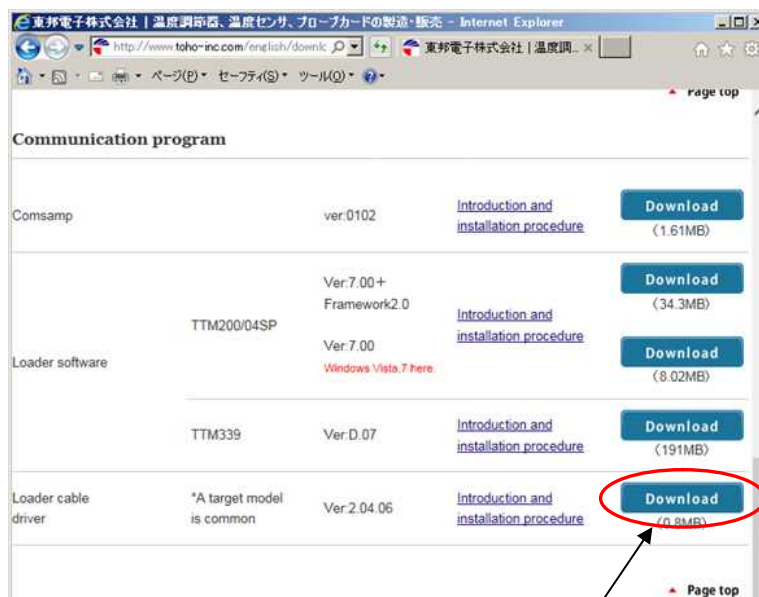 東邦電子株式会社 | 温度調節器、温度センサ、プローブカードの製造・販売 - Internet Explorer
http://www.toho-inc.com/english/downlc
東邦電子株式会社 | 温度調... ×
ページ(P) セーフティ(S) ツール(O)
Page top
Communication program
Comsamp ver:0102 Introduction and installation procedure Download
(1.61MB)
Loader software
TTM200/04SP
Ver:7.00+
Framework2.0
Ver:7.00
Windows Vista,7 here.
Introduction and
installation procedure
Download
(34.3MB)
Download
(8.02MB)
TTM339
Ver:D.07
Introduction and
installation procedure
Download
(191MB)
Loader cable
driver
*A target model
is common
Ver:2.04.06
Introduction and
installation procedure
Download
(0.8MB)
Page top